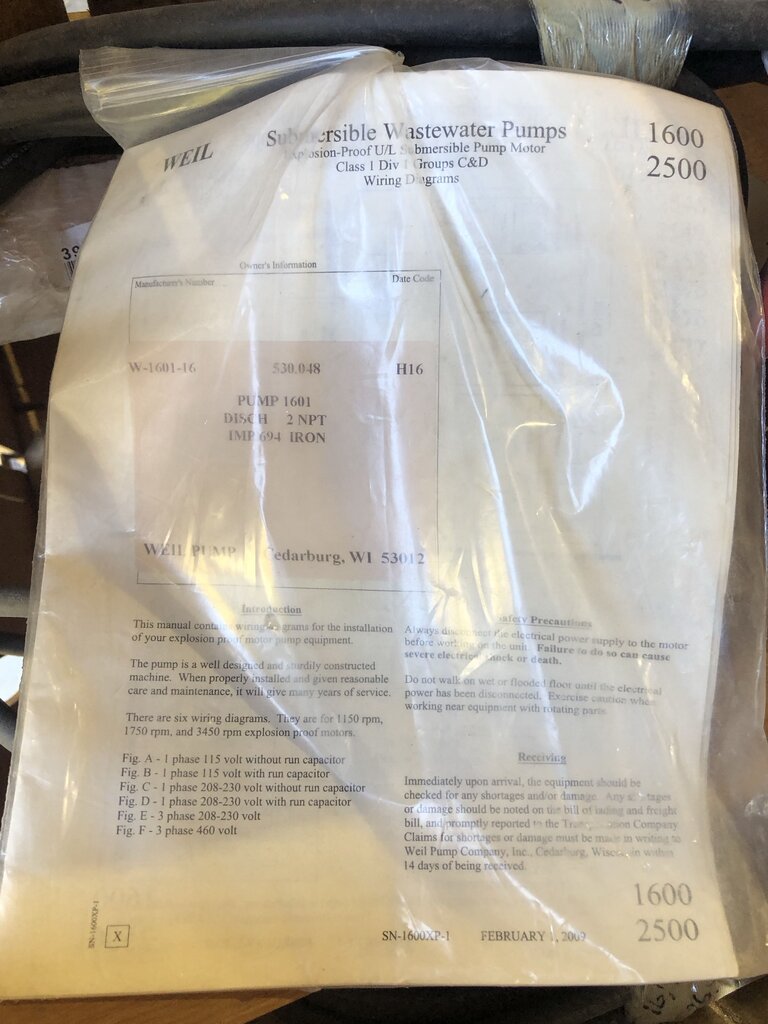 WEIL
Submersible Wastewater Pumps
Explosion-Proof U/L Submersible Pump Motor
Class 1 Div 1 Groups C&D
Wiring Diagrams
1600
2500
39
Owner's Information
Manufacturer's Number Date Code
W-1601-16 530.048 H16
PUMP 1601
DISCH 2 NPT
IMP 694 IRON
WEIL PUMP Cedarburg, WI 53012
Introduction
This manual contains wiring diagrams for the installation
of your explosion proof motor pump equipment.
The pump is a well designed and sturdily constructed
machine. When properly installed and given reasonable
care and maintenance, it will give many years of service.
There are six wiring diagrams. They are for 1150 rpm,
1750 rpm, and 3450 rpm explosion proof motors.
Fig. A - 1 phase 115 volt without run capacitor
Fig. B - 1 phase 115 volt with run capacitor
Fig. C - 1 phase 208-230 volt without run capacitor
Fig. D - 1 phase 208-230 volt with run capacitor
Fig. E - 3 phase 208-230 volt
Fig. F - 3 phase 460 volt
Safety Precautions
Always disconnect the electrical power supply to the motor
before working on the unit. Failure to do so can cause
severe electrical shock or death.
Do not walk on wet or flooded floor until the electrical
power has been disconnected. Exercise caution when
working near equipment with rotating parts.
Receiving
Immediately upon arrival, the equipment should be
checked for any shortages and/or damage. Any shortages
or damage should be noted on the bill of lading and freight
bill, and promptly reported to the Transportation Company.
Claims for shortages or damage must be made in writing to
Weil Pump Company, Inc., Cedarburg, Wisconsin within
14 days of being received.
SN-1600XP-1
X
SN-1600XP-1 FEBRUARY 1, 2009
1600
2500